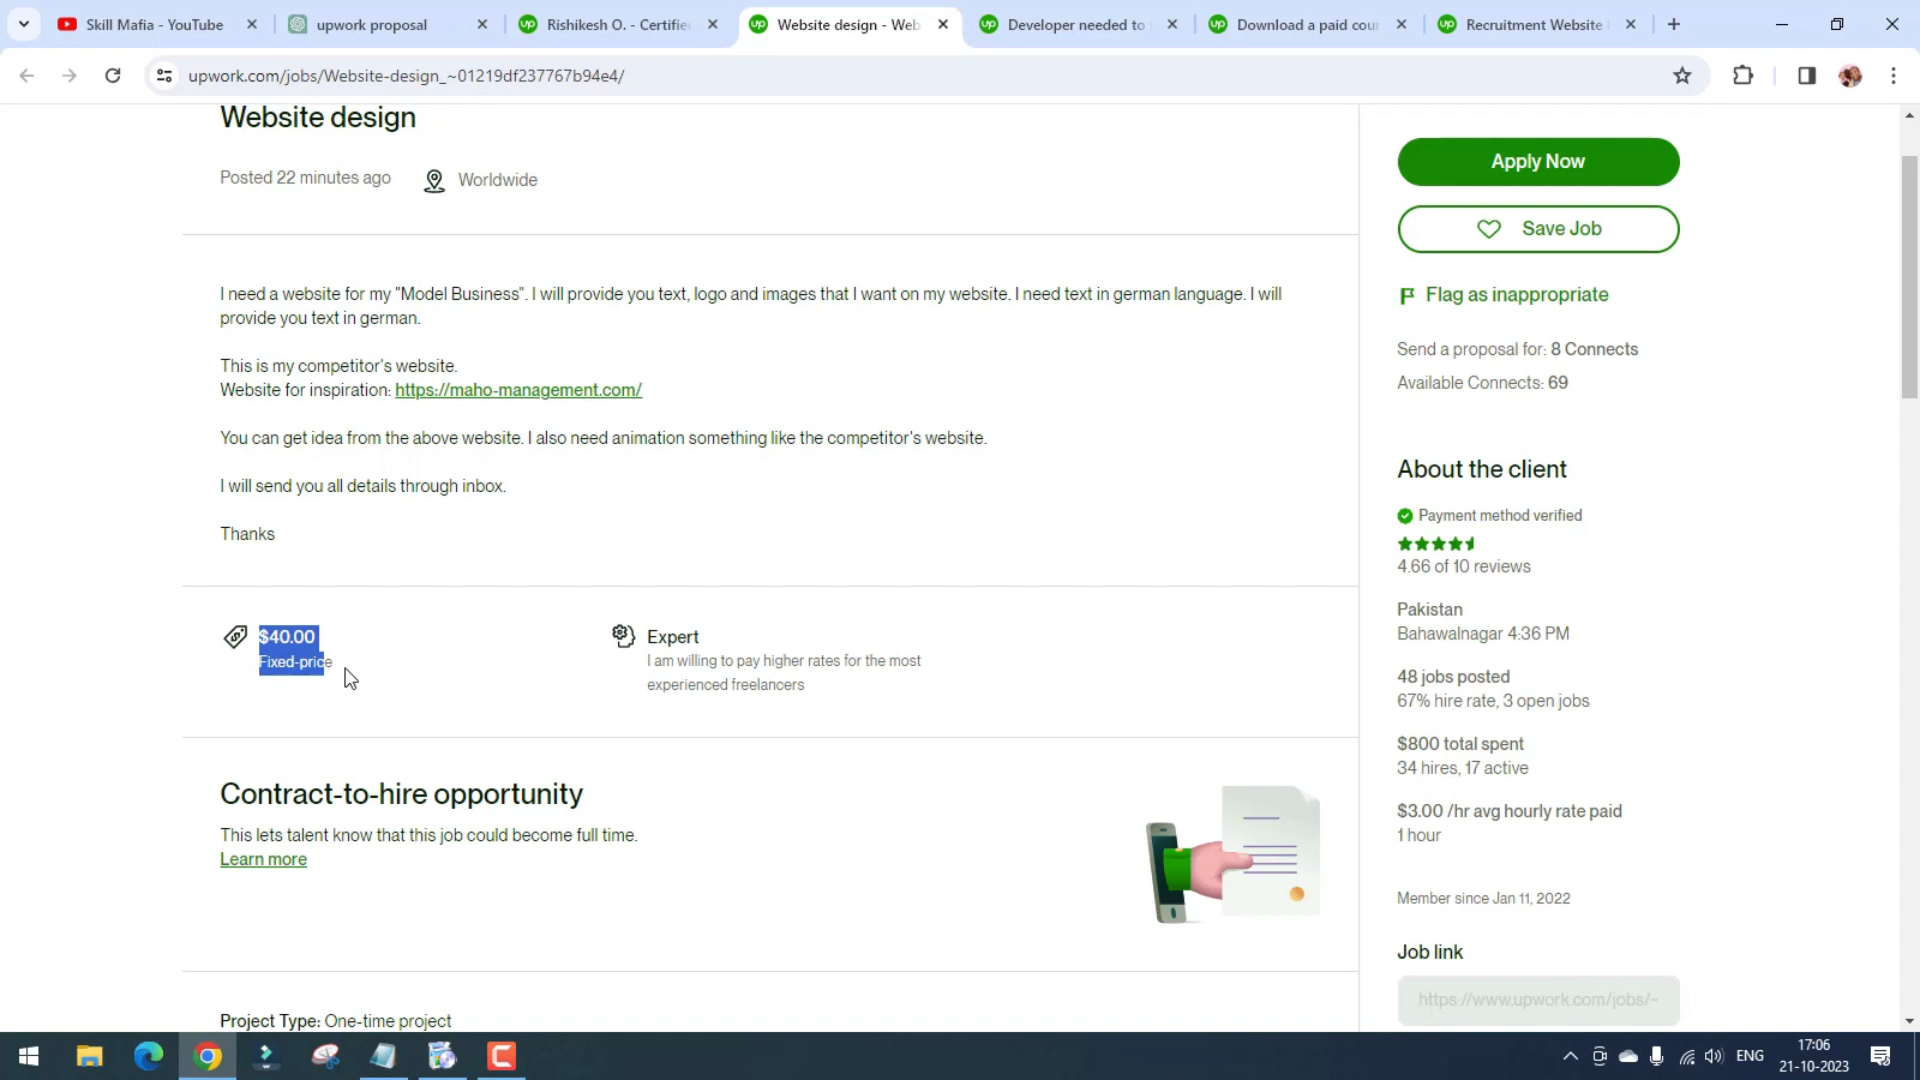 Skill Mafia - YouTube
upwork proposal
Rishikesh O. - Certified
Website design - Web
Developer needed to
Download a paid cour
Recruitment Website
upwork.com/jobs/Website-design_~01219df237767b94e4/
Website design
Posted 22 minutes ago
Worldwide
I need a website for my "Model Business". I will provide you text, logo and images that I want on my website. I need text in german language. I will
provide you text in german.
This is my competitor's website.
Website for inspiration: https://maho-management.com/
You can get idea from the above website. I also need animation something like the competitor's website.
I will send you all details through inbox.
Thanks
$40.00
Fixed-price
Expert
I am willing to pay higher rates for the most
experienced freelancers
Contract-to-hire opportunity
This lets talent know that this job could become full time.
Learn more
Project Type: One-time project
Apply Now
Save Job
Flag as inappropriate
Send a proposal for: 8 Connects
Available Connects: 69
About the client
Payment method verified
4.66 of 10 reviews
Pakistan
Bahawalnagar 4:36 PM
48 jobs posted
67% hire rate, 3 open jobs
$800 total spent
34 hires, 17 active
$3.00 /hr avg hourly rate paid
1 hour
Member since Jan 11, 2022
Job link
https://www.upwork.com/jobs/~
ENG
17:06
21-10-2023